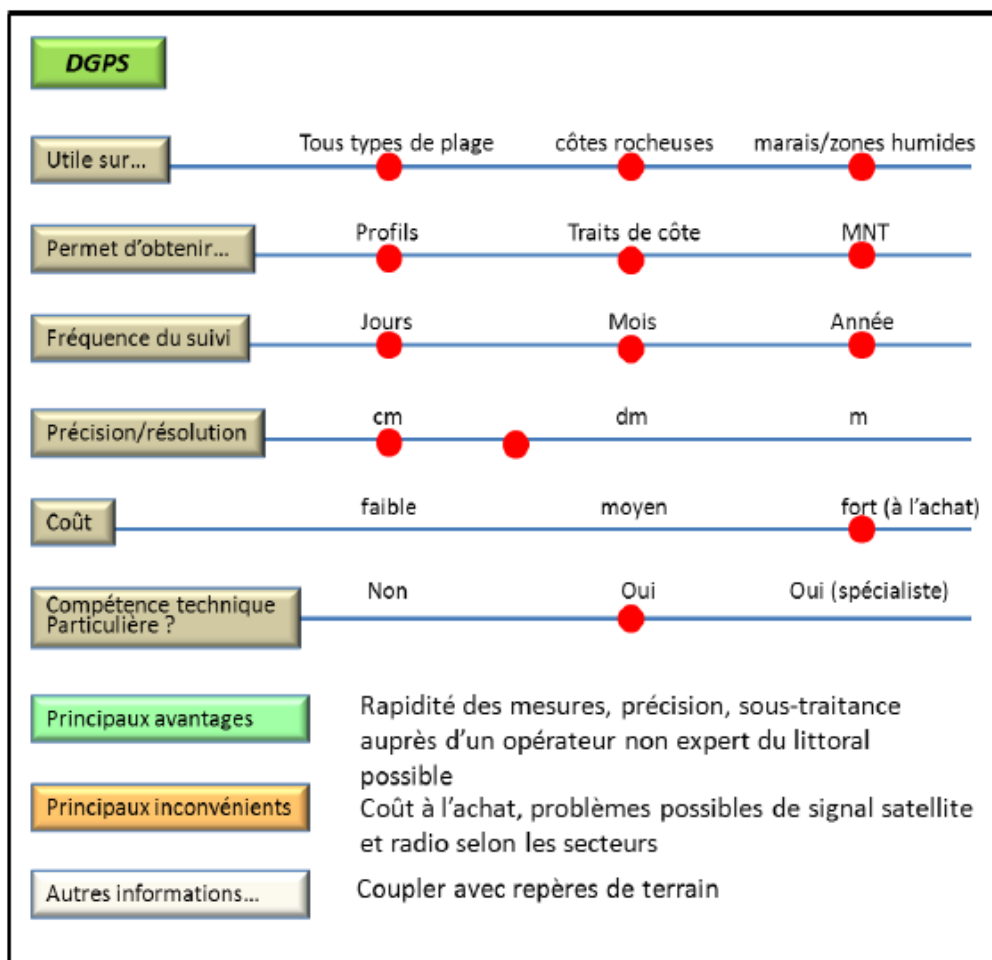 DGPS
Utile sur...
Tous types de plage
côtes rocheuses
marais/zones humides
Permet d'obtenir...
Profils
Traits de côte
MNT
Fréquence du suivi
Jours
Mois
Année
Précision/résolution
cm
dm
m
Coût
faible
moyen
fort (à l'achat)
Compétence technique
Particulière ?
Non
Oui
Oui (spécialiste)
Principaux avantages
Rapidité des mesures, précision, sous-traitance
auprès d'un opérateur non expert du littoral
possible
Principaux inconvénients
Coût à l'achat, problèmes possibles de signal satellite
et radio selon les secteurs
Autres informations...
Coupler avec repères de terrain